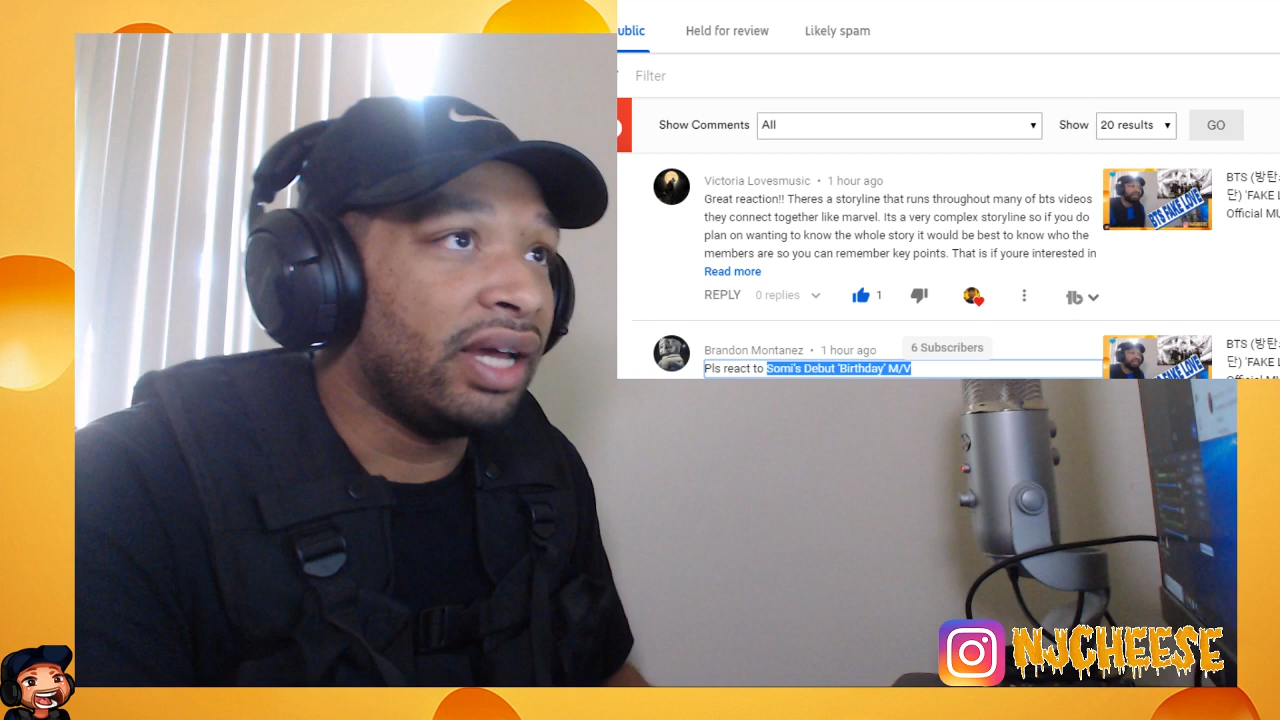 ublic Held for review Likely spam
Filter
Show Comments All Show 20 results GO
Victoria Lovesmusic • 1 hour ago
Great reaction!! Theres a storyline that runs throughout many of bts videos
they connect together like marvel. Its a very complex storyline so if you do
plan on wanting to know the whole story it would be best to know who the
members are so you can remember key points. That is if youre interested in
Read more
REPLY 0 replies 1
BTS FAKE LOVE
BTS (방탄
단) 'FAKE L
Official MU
Brandon Montanez • 1 hour ago 6 Subscribers
Pls react to Somi's Debut 'Birthday' M/V
BTS (방탄
단) 'FAKE L
NJCHEESE